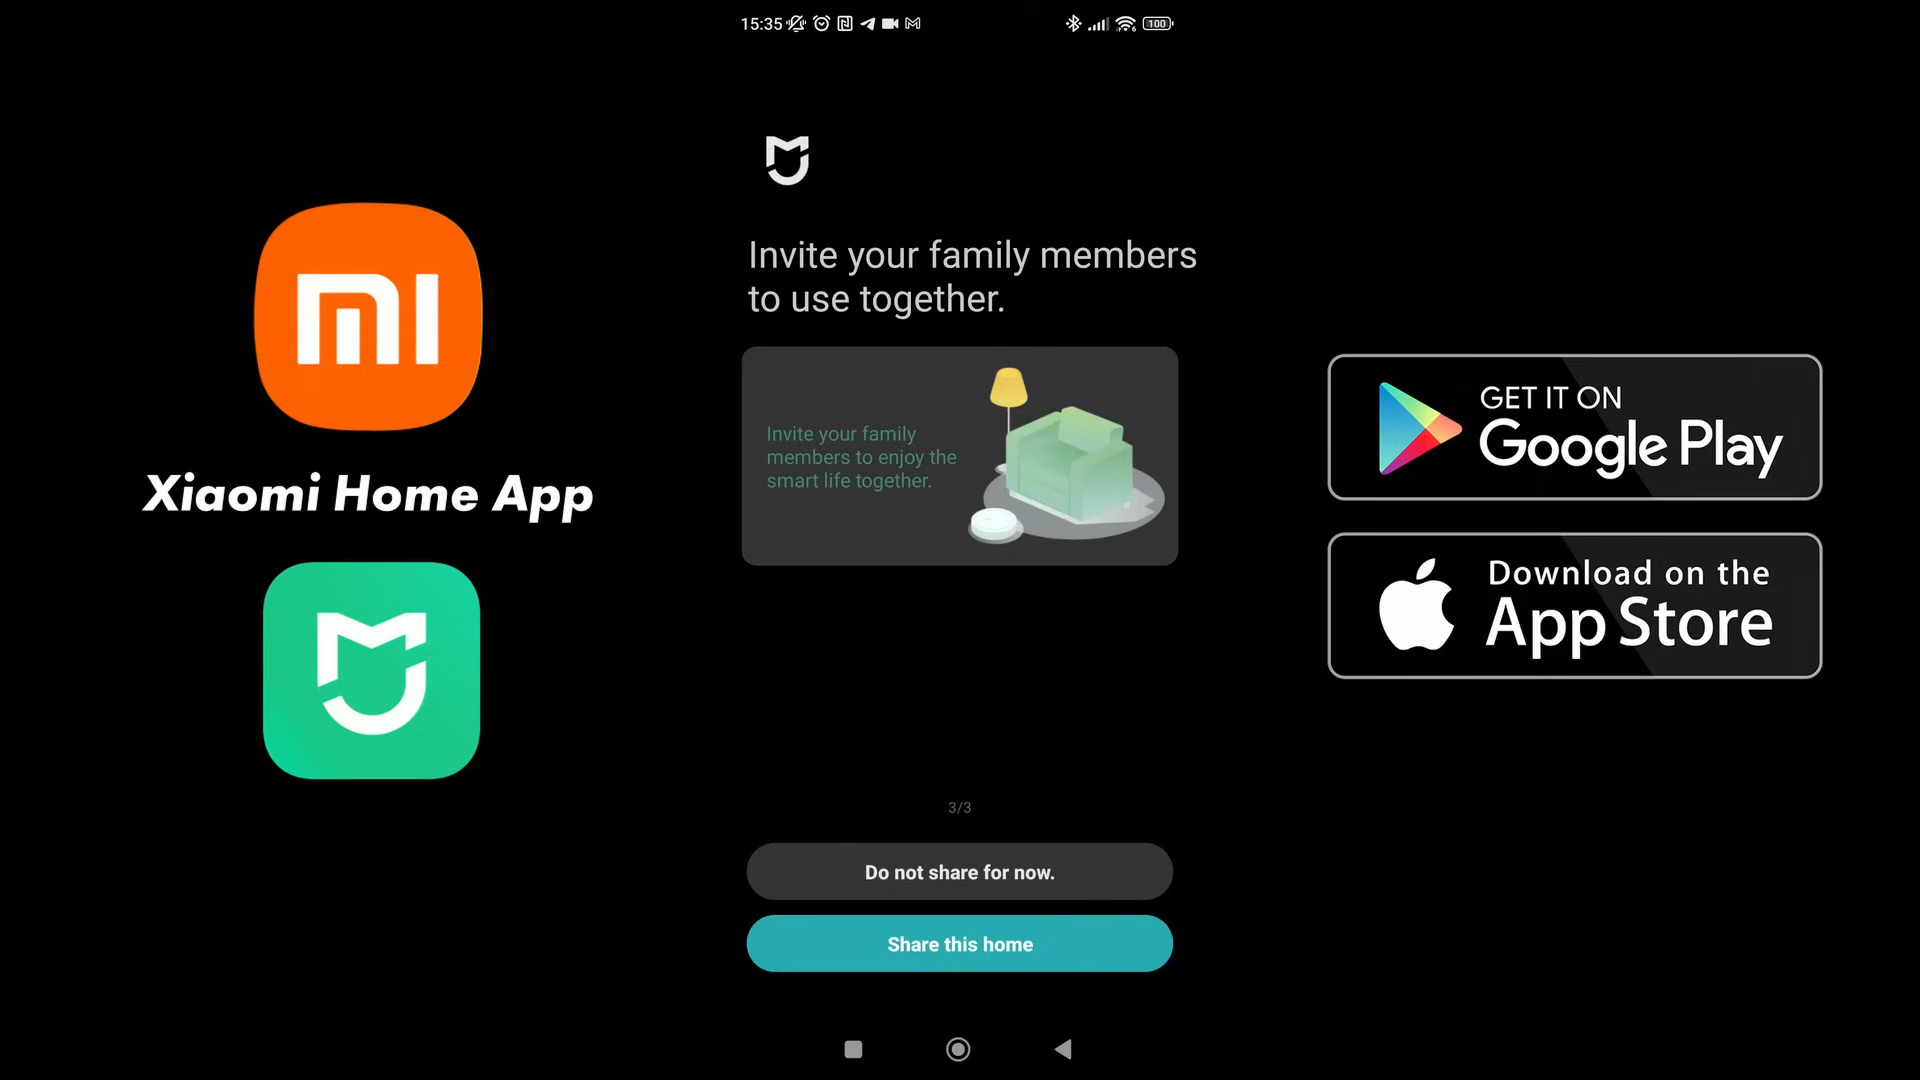 15:35
100
Invite your family members
to use together.
Invite your family
members to enjoy the
smart life together.
3/3
Do not share for now.
Share this home
Xiaomi Home App
GET IT ON
Google Play
Download on the
App Store